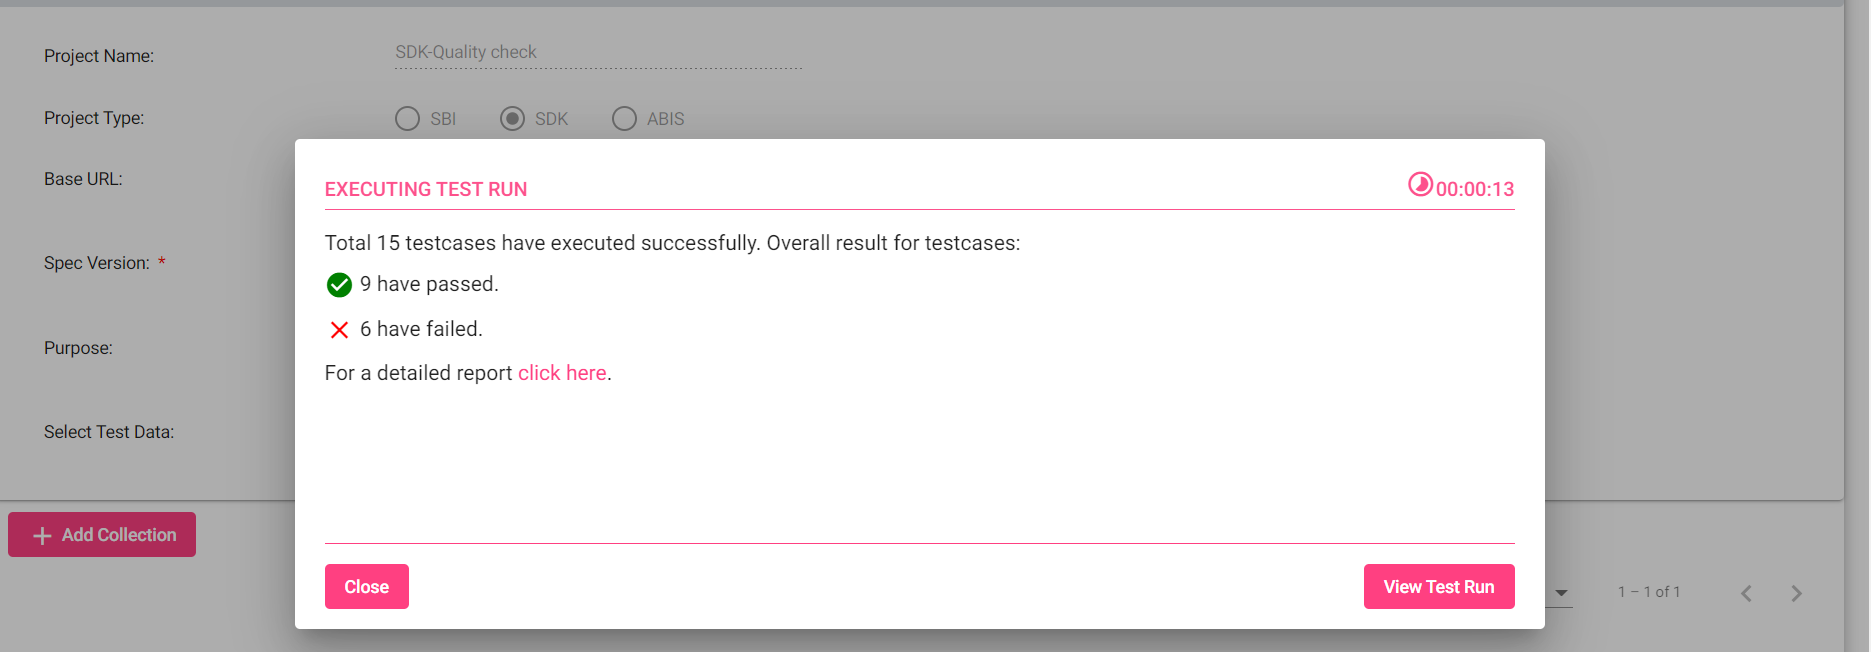 Project Name:
SDK-Quality check
Project Type:
SBI
SDK
ABIS
Base URL:
Spec Version: *
Purpose:
Select Test Data:
EXECUTING TEST RUN
00:00:13
Total 15 testcases have executed successfully. Overall result for testcases:
9 have passed.
6 have failed.
For a detailed report click here.
Close
View Test Run
Add Collection
1 – 1 of 1